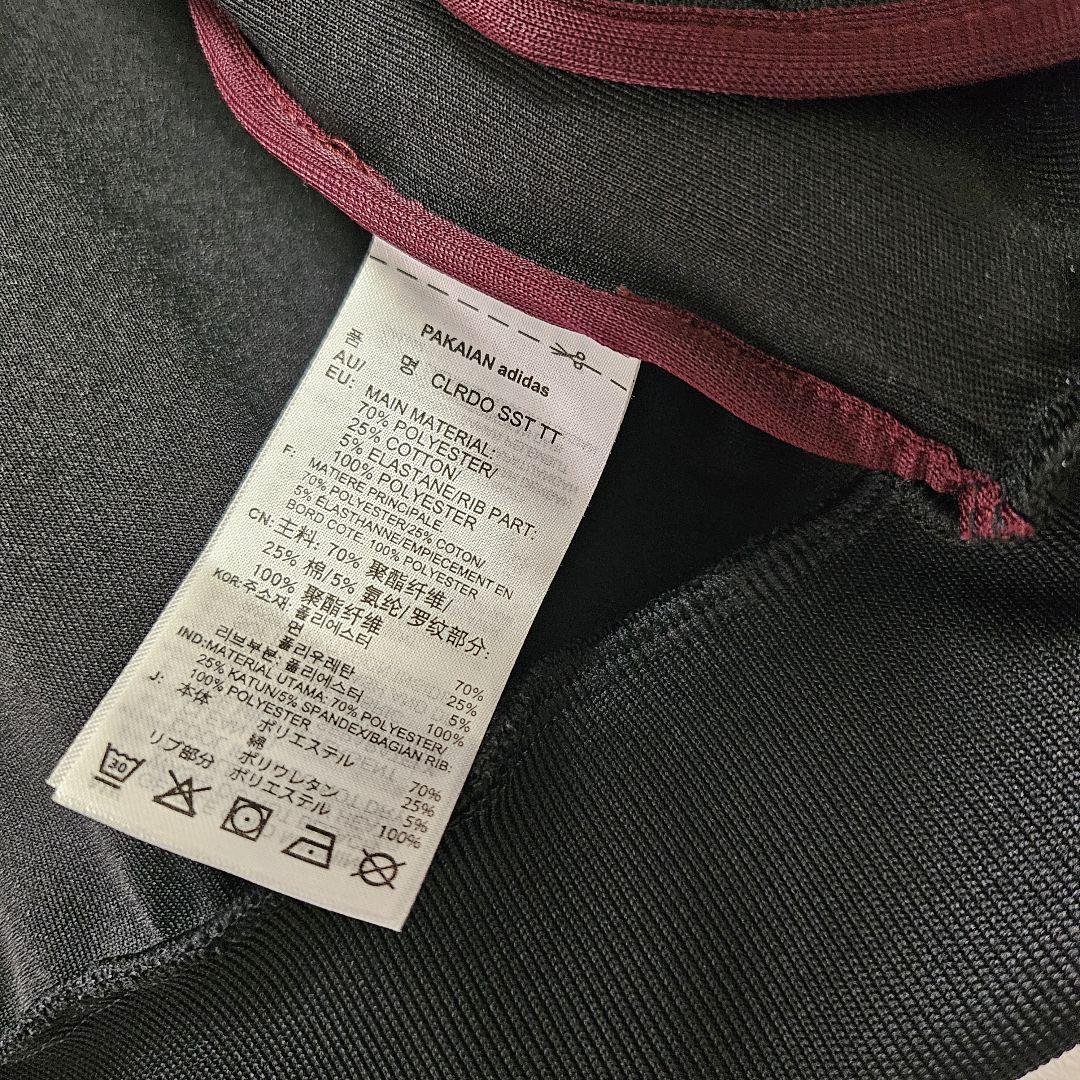 PAKAIAN adidas
품 명 CLRDO SST TT
AU/
EU: MAIN MATERIAL:
70% POLYESTER/
25% COTTON/
5% ELASTANE/RIB PART:
100% POLYESTER
F: MATIERE PRINCIPALE
70% POLYESTER/25% COTON/
5% ÉLASTHANNE/EMPIECEMENT EN
BORD COTE: 100% POLYESTER
CN: 主料: 70% 聚酯纤维/
25% 棉/5% 氨纶/罗纹部分:
100% 聚酯纤维
KOR: 주소재: 폴리에스터 70%
면 25%
폴리우레탄 5%
리브부분: 폴리에스터 100%
IND: MATERIAL UTAMA: 70% POLYESTER/
25% KATUN/5% SPANDEX/BAGIAN RIB.
100% POLYESTER
J: 本体 ポリエステル 70%
綿 25%
ポリウレタン 5%
リブ部分 ポリエステル 100%
30